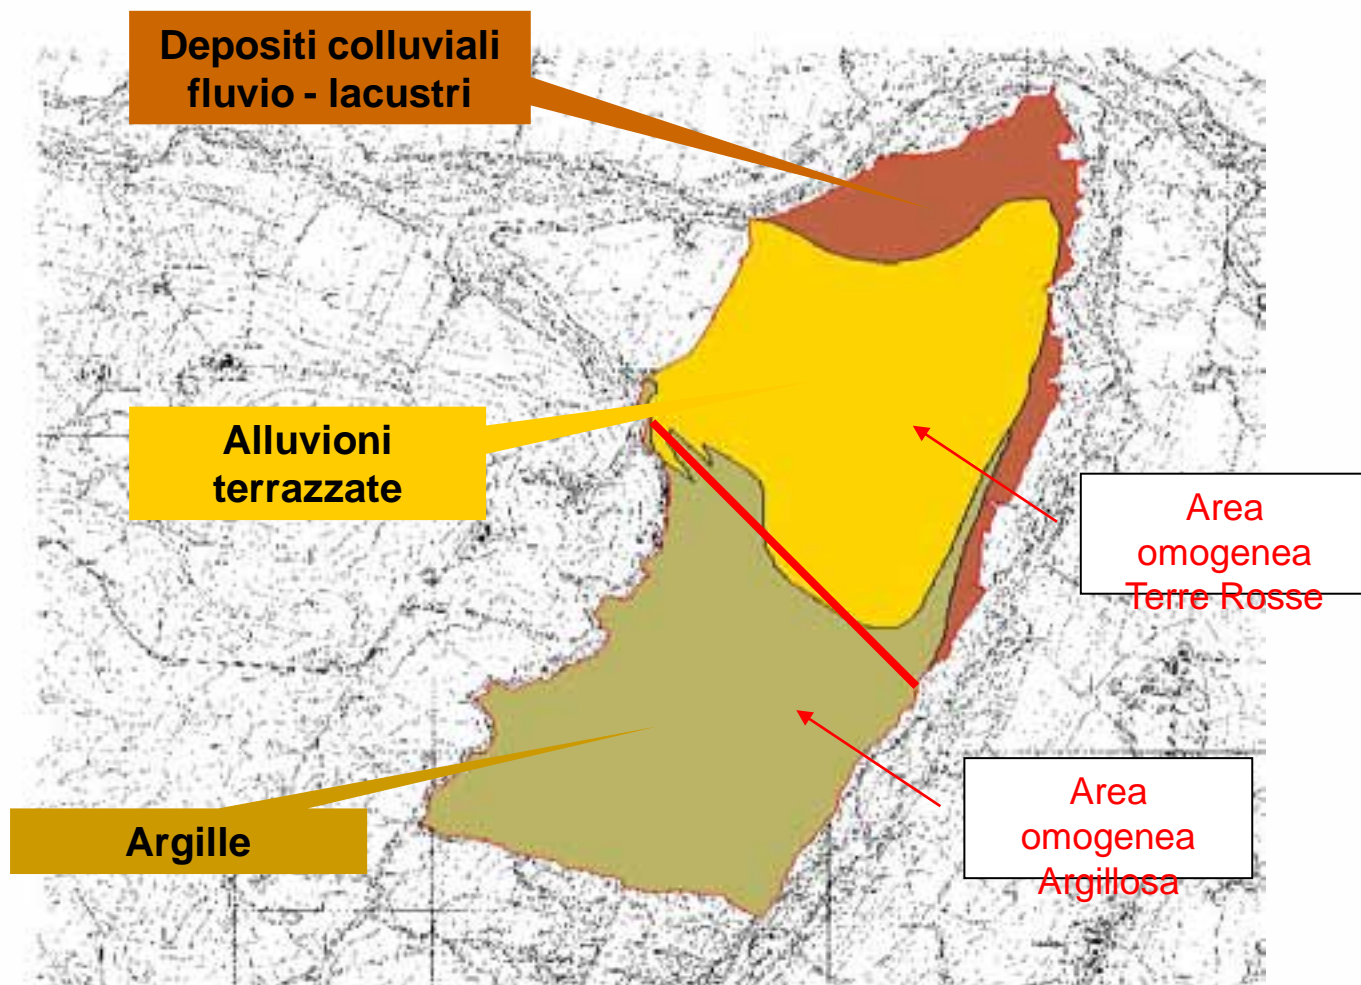 Depositi colluviali
fluvio - lacustri
Alluvioni
terrazzate
Area
omogenea
Terre Rosse
Area
omogenea
Argillosa
Argille